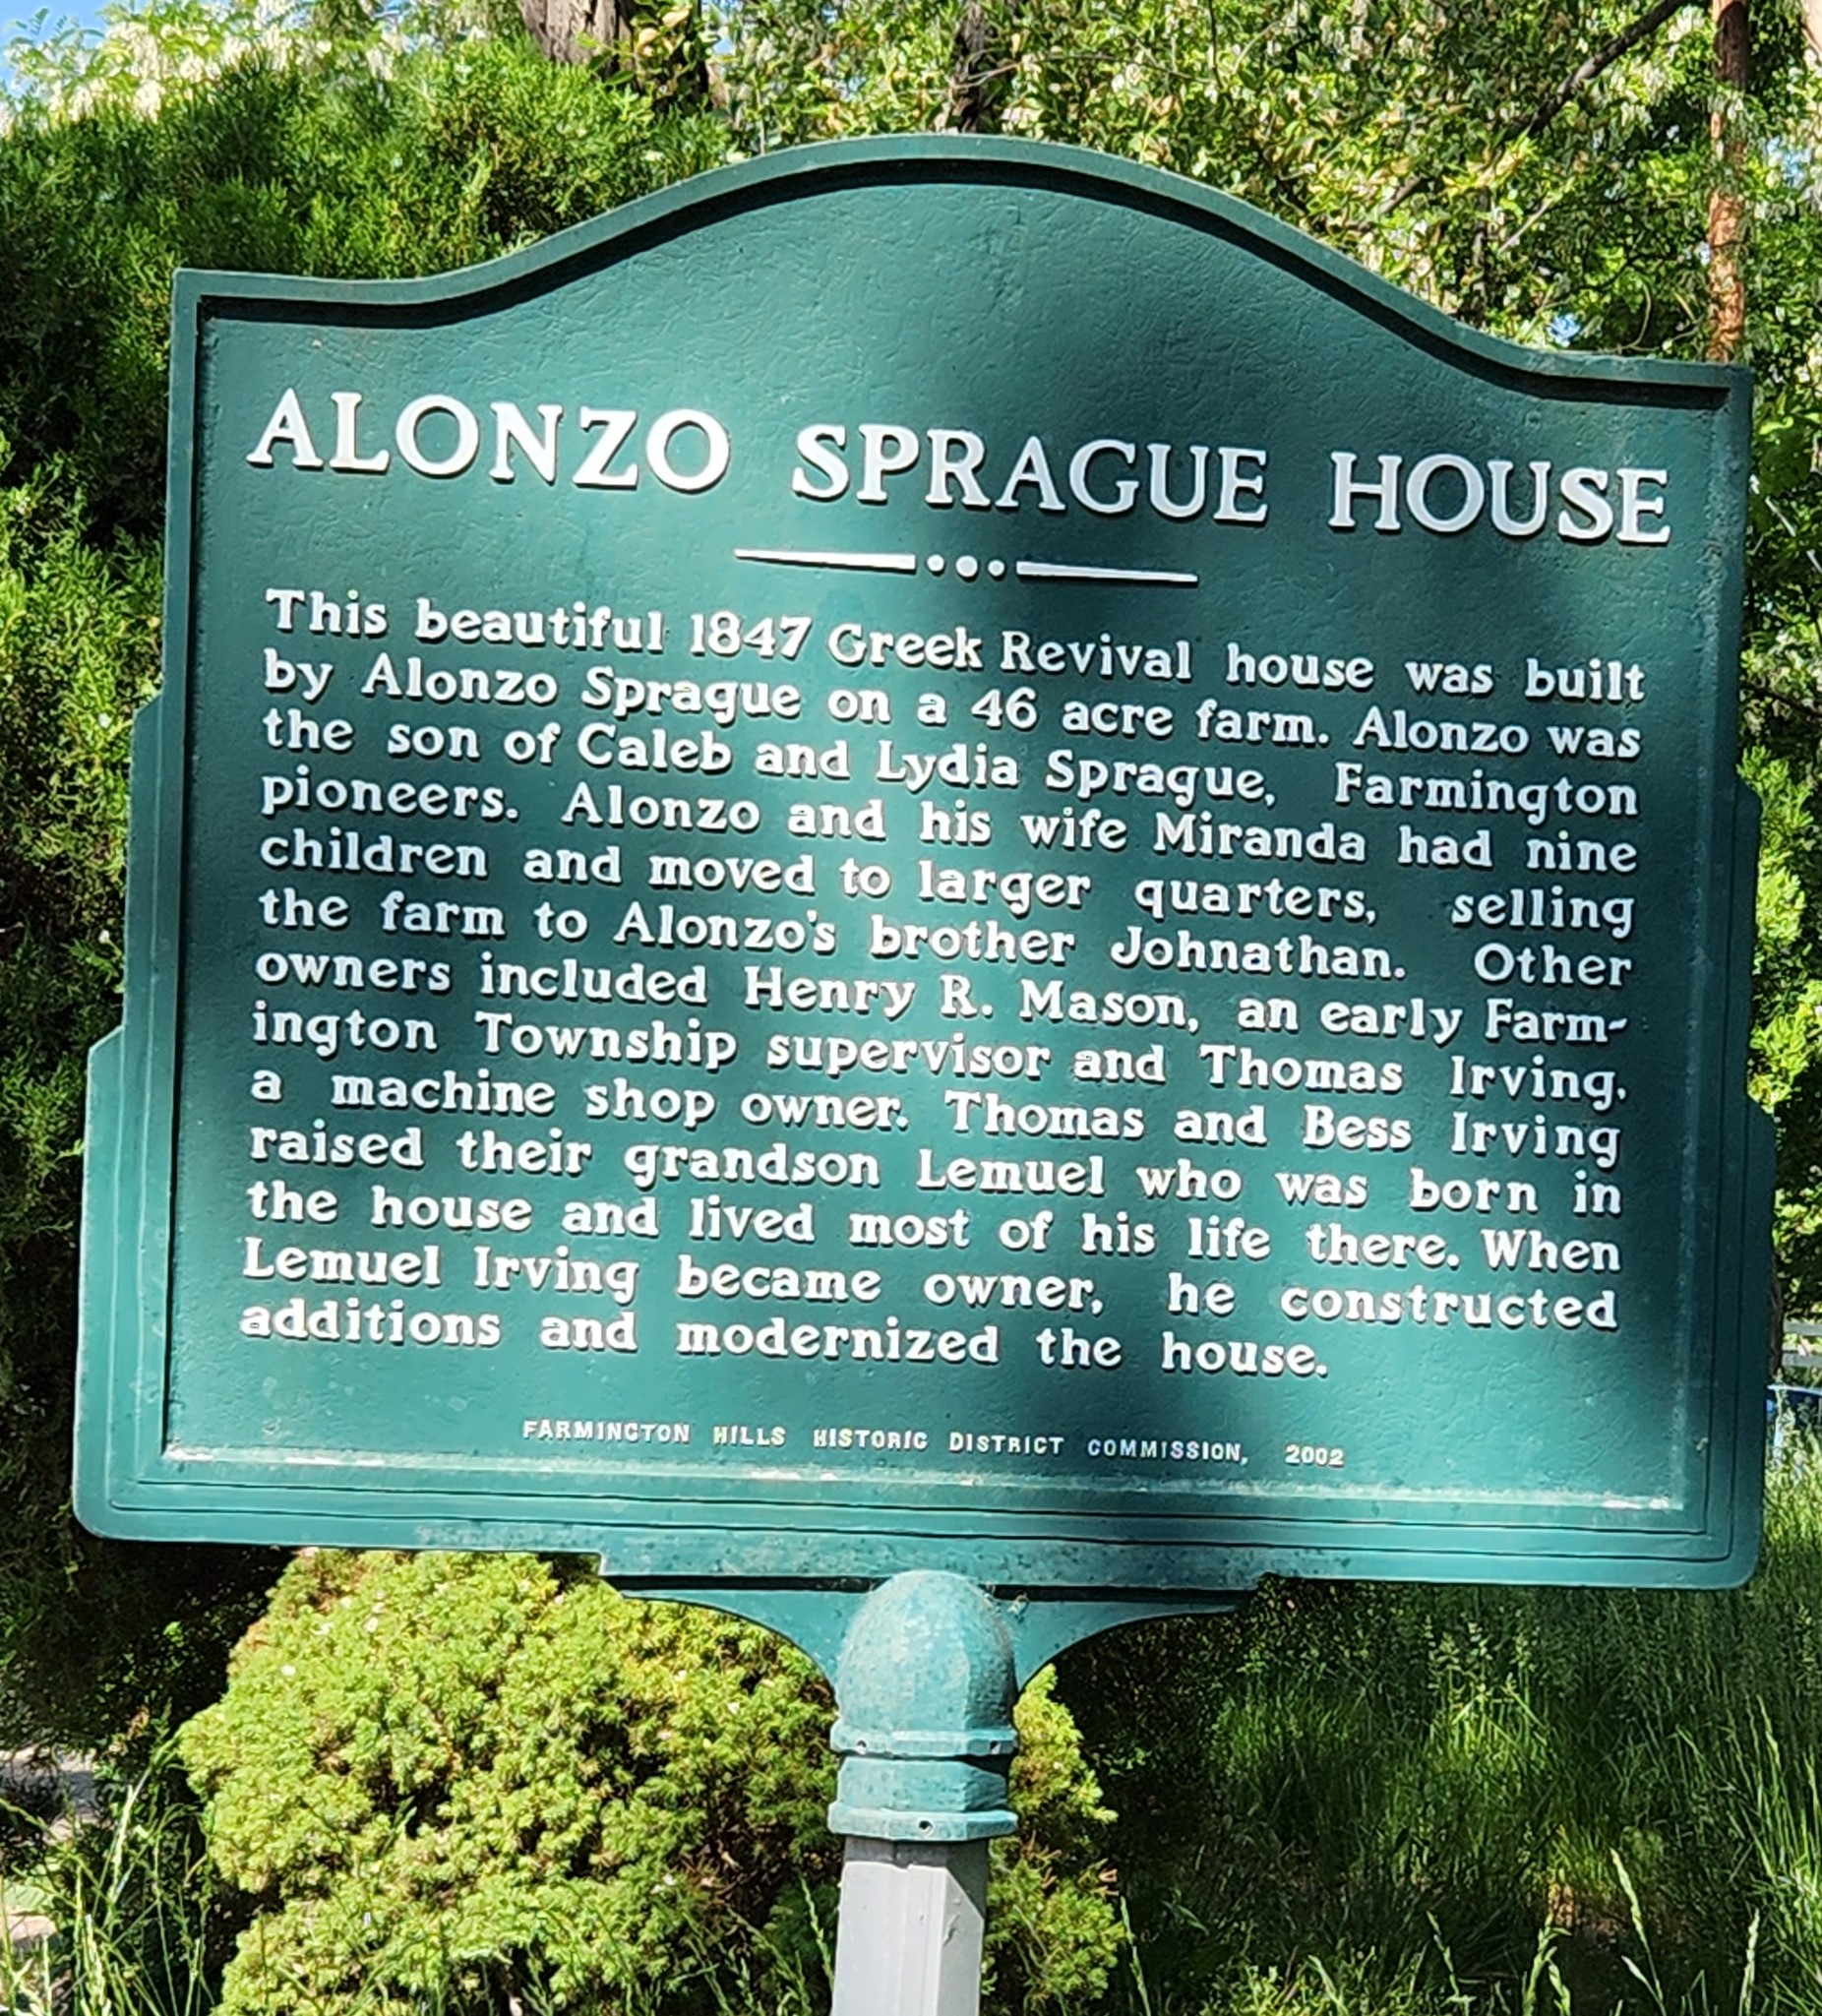 ALONZO SPRAGUE HOUSE
This beautiful 1847 Greek Revival house was built
by Alonzo Sprague on a 46 acre farm. Alonzo was
the son of Caleb and Lydia Sprague, Farmington
pioneers. Alonzo and his wife Miranda had nine
children and moved to larger quarters, selling
the farm to Alonzo's brother Johnathan. Other
owners included Henry R. Mason, an early Farm-
ington Township supervisor and Thomas Irving,
a machine shop owner. Thomas and Bess Irving
raised their grandson Lemuel who was born in
the house and lived most of his life there. When
Lemuel Irving became owner, he constructed
additions and modernized the house.
FARMINGTON HILLS HISTORIC DISTRICT COMMISSION, 2002